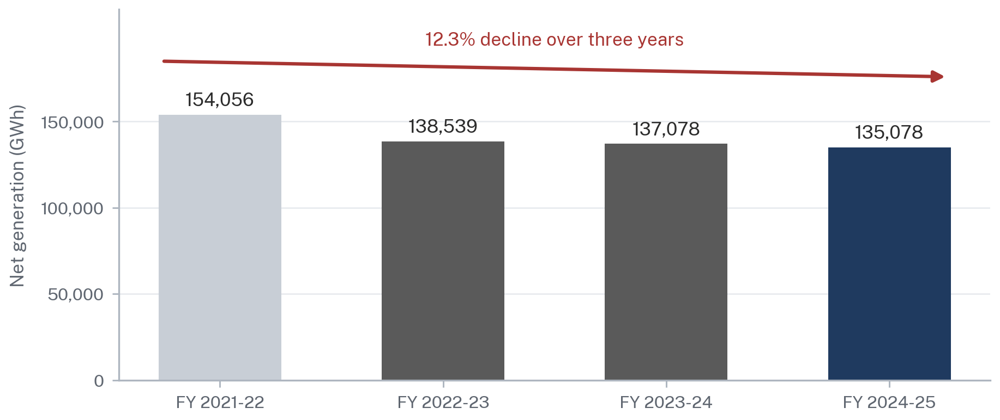 12.3% decline over three years
Net generation (GWh)
150,000
100,000
50,000
0
154,056
138,539
137,078
135,078
FY 2021-22
FY 2022-23
FY 2023-24
FY 2024-25